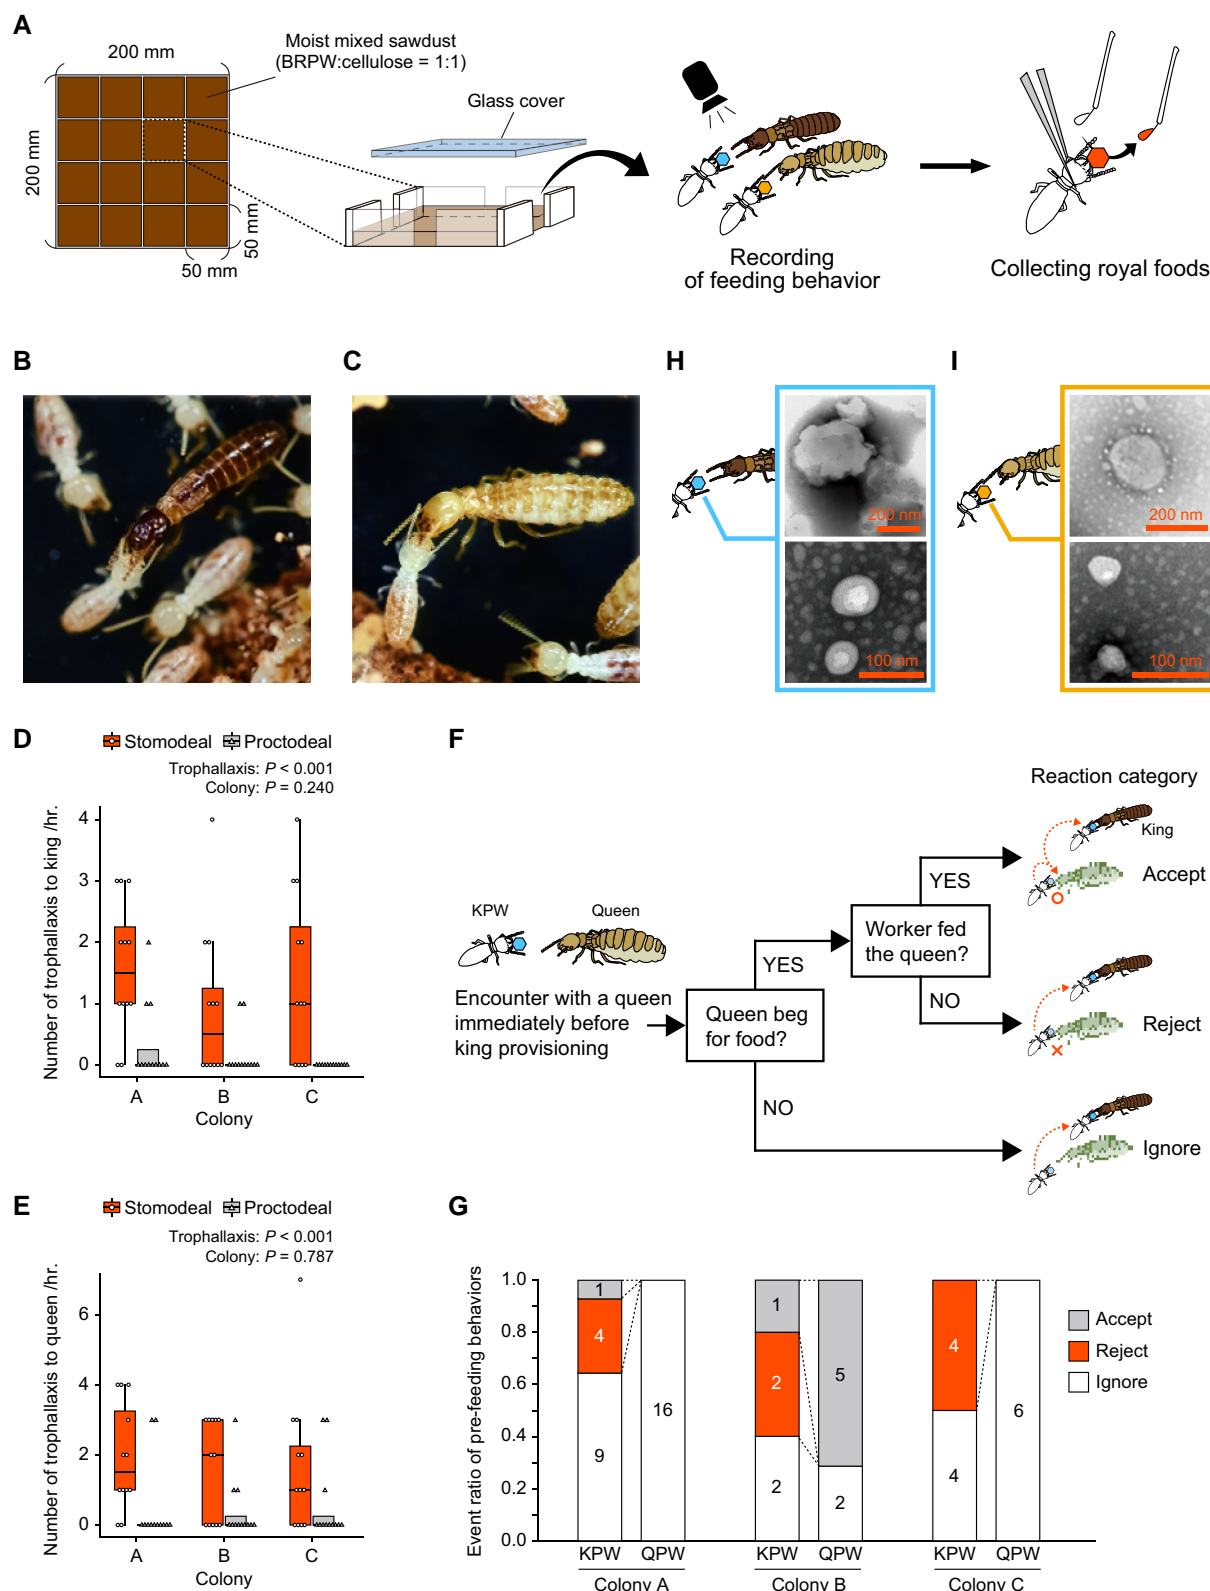 A
200 mm
Moist mixed sawdust
(BRPW:cellulose = 1:1)
Glass cover
200 mm
50 mm
50 mm
Recording
of feeding behavior
Collecting royal foods
B
C
H
I
200 nm
200 nm
100 nm
100 nm
D
Stomodeal
Proctodeal
Trophallaxis: P < 0.001
Colony: P = 0.240
Number of trophallaxis to king /hr.
4
3
2
1
0
A
B
C
Colony
F
Reaction category
King
Accept
YES
KPW
Queen
Worker fed
the queen?
YES
Encounter with a queen
immediately before
king provisioning
Queen beg
for food?
NO
Reject
NO
Ignore
E
Stomodeal
Proctodeal
Trophallaxis: P < 0.001
Colony: P = 0.787
Number of trophallaxis to queen /hr.
6
4
2
0
A
B
C
Colony
G
Event ratio of pre-feeding behaviors
1.0
0.8
0.6
0.4
0.2
0.0
1
4
9
16
1
2
2
5
2
4
4
6
Accept
Reject
Ignore
KPW
QPW
KPW
QPW
KPW
QPW
Colony A
Colony B
Colony C